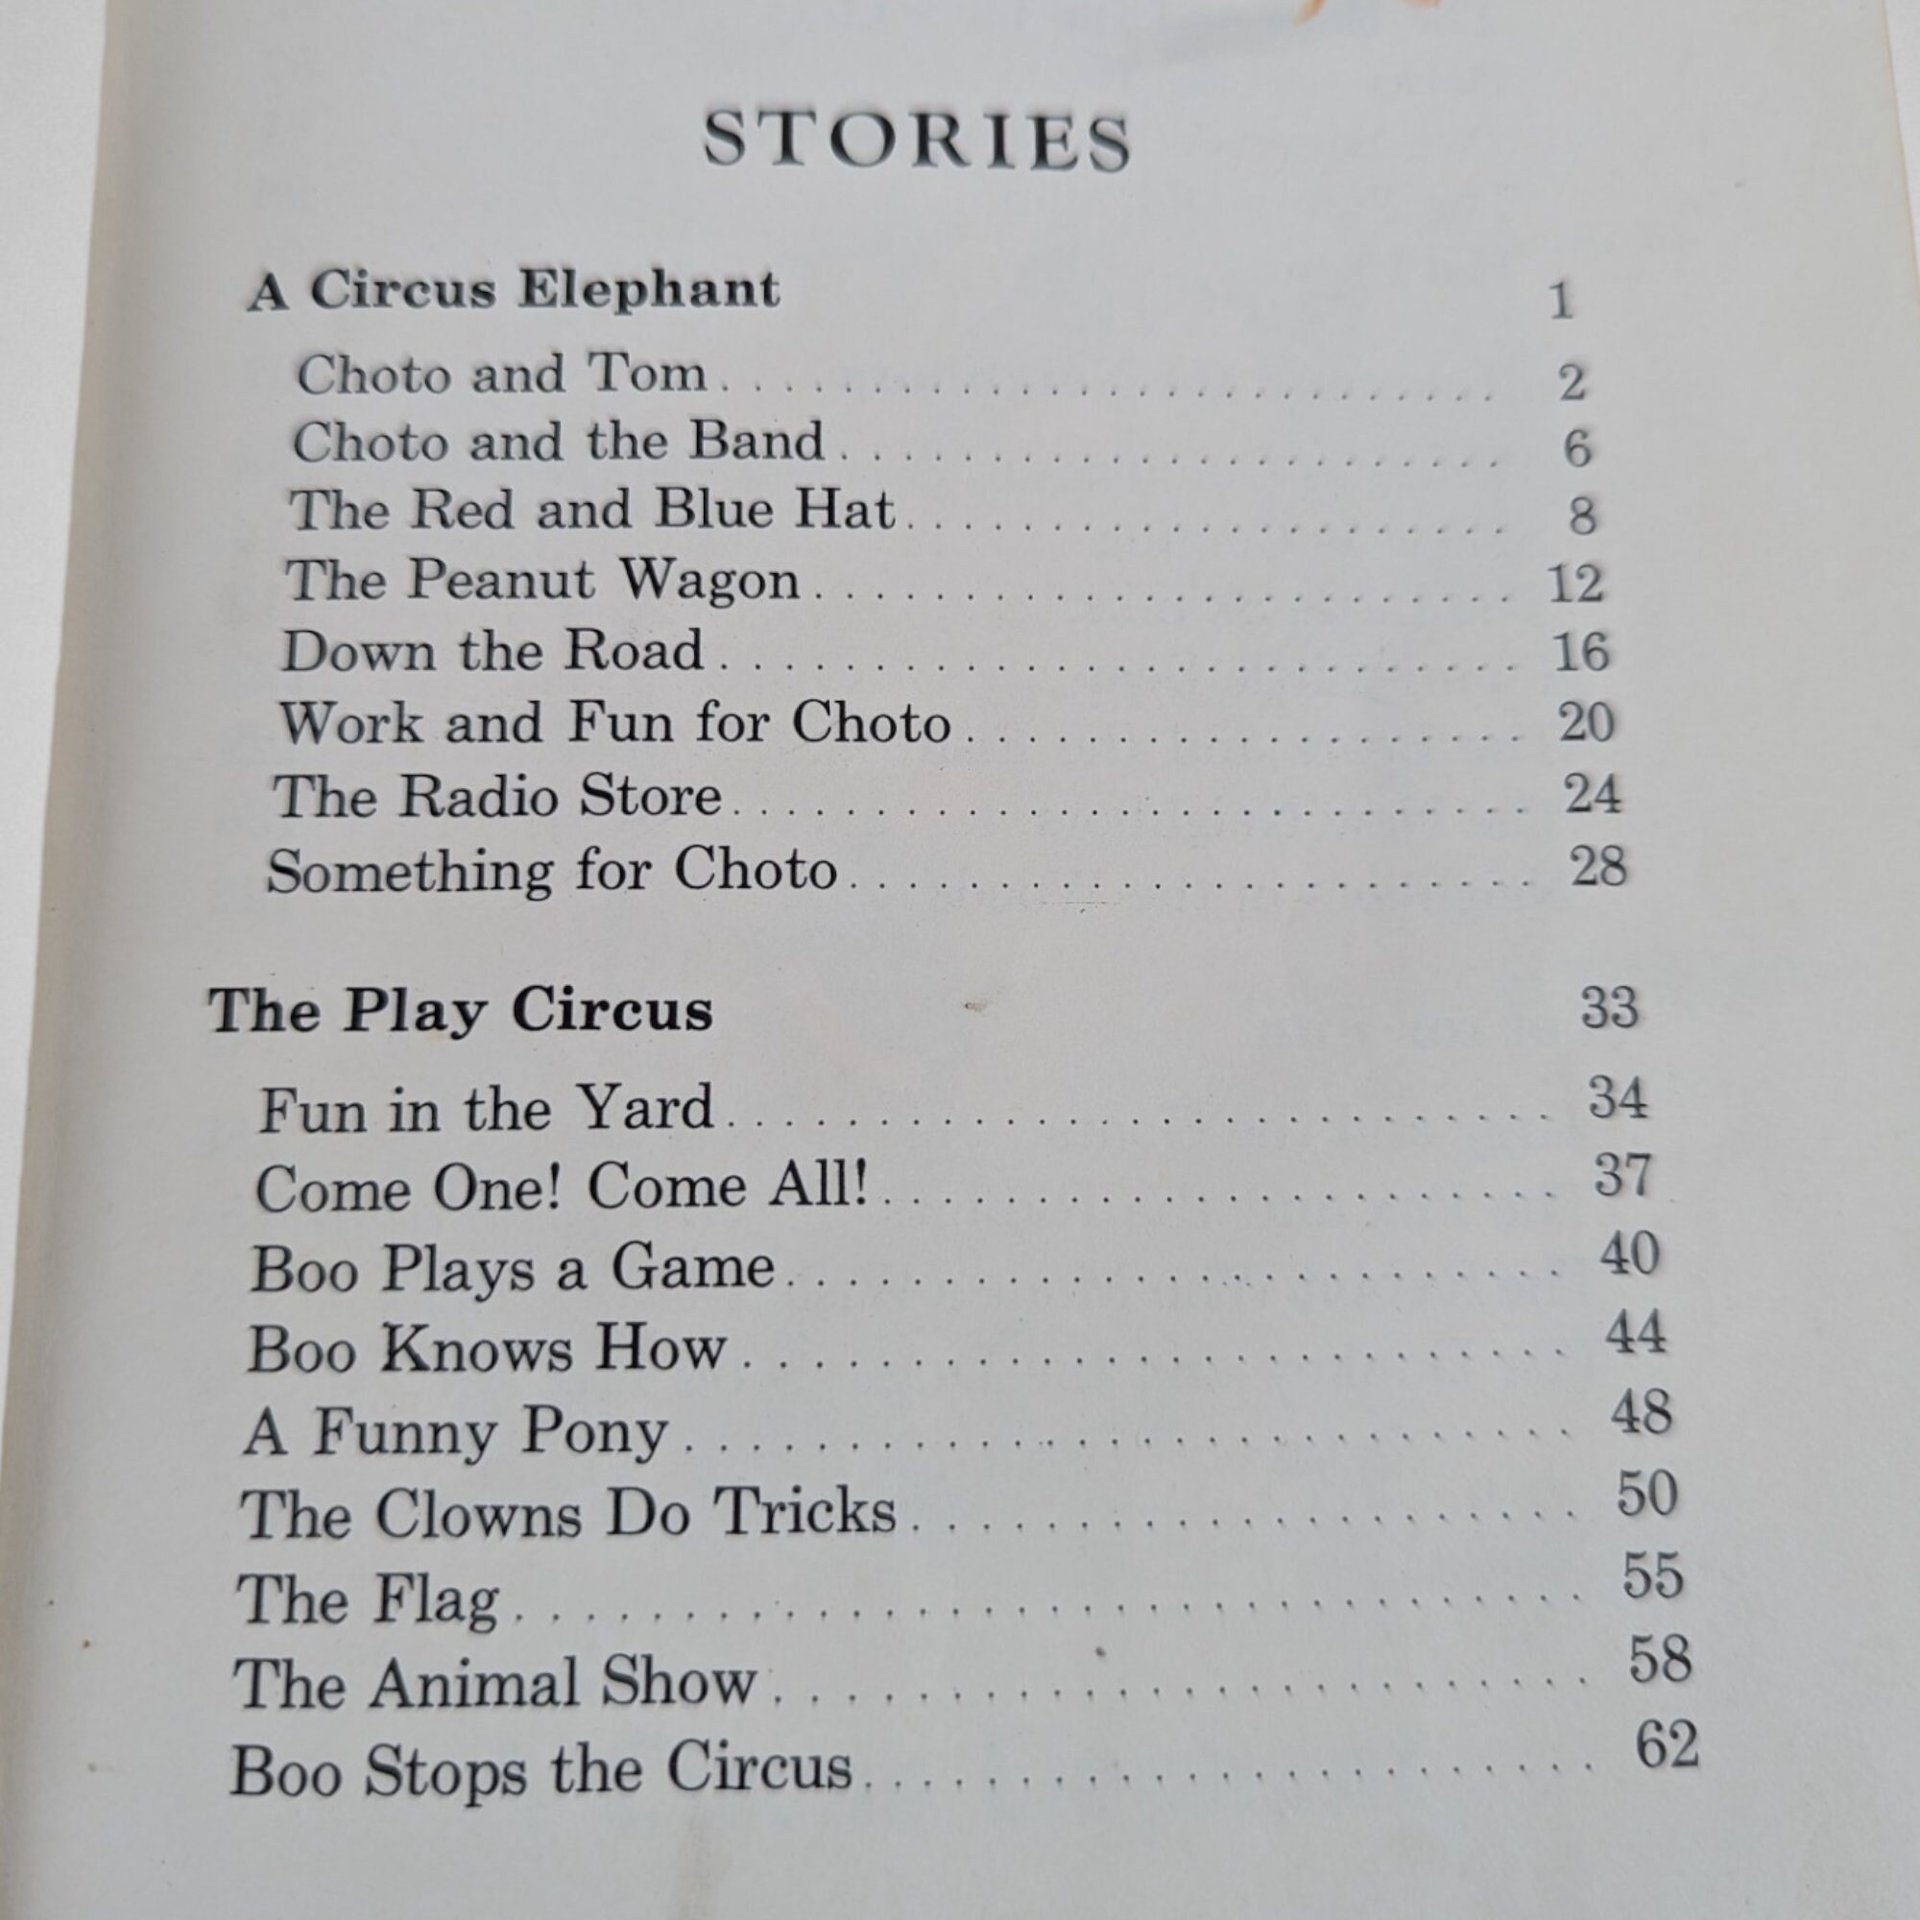 STORIES
A Circus Elephant 1
Choto and Tom. . . . . . . . . . . . . . . . . . . . . . . . . . 2
Choto and the Band. . . . . . . . . . . . . . . . . . . . . . 6
The Red and Blue Hat. . . . . . . . . . . . . . . . . . . . 8
The Peanut Wagon. . . . . . . . . . . . . . . . . . . . . . . 12
Down the Road. . . . . . . . . . . . . . . . . . . . . . . . . . 16
Work and Fun for Choto. . . . . . . . . . . . . . . . . . 20
The Radio Store. . . . . . . . . . . . . . . . . . . . . . . . . 24
Something for Choto. . . . . . . . . . . . . . . . . . . . . 28
The Play Circus 33
Fun in the Yard. . . . . . . . . . . . . . . . . . . . . . . . . 34
Come One! Come All!. . . . . . . . . . . . . . . . . . . . 37
Boo Plays a Game. . . . . . . . . . . . . . . . . . . . . . . 40
Boo Knows How. . . . . . . . . . . . . . . . . . . . . . . . 44
A Funny Pony. . . . . . . . . . . . . . . . . . . . . . . . . . 48
The Clowns Do Tricks. . . . . . . . . . . . . . . . . . . 50
The Flag. . . . . . . . . . . . . . . . . . . . . . . . . . . . . . 55
The Animal Show. . . . . . . . . . . . . . . . . . . . . . . 58
Boo Stops the Circus. . . . . . . . . . . . . . . . . . . . 62